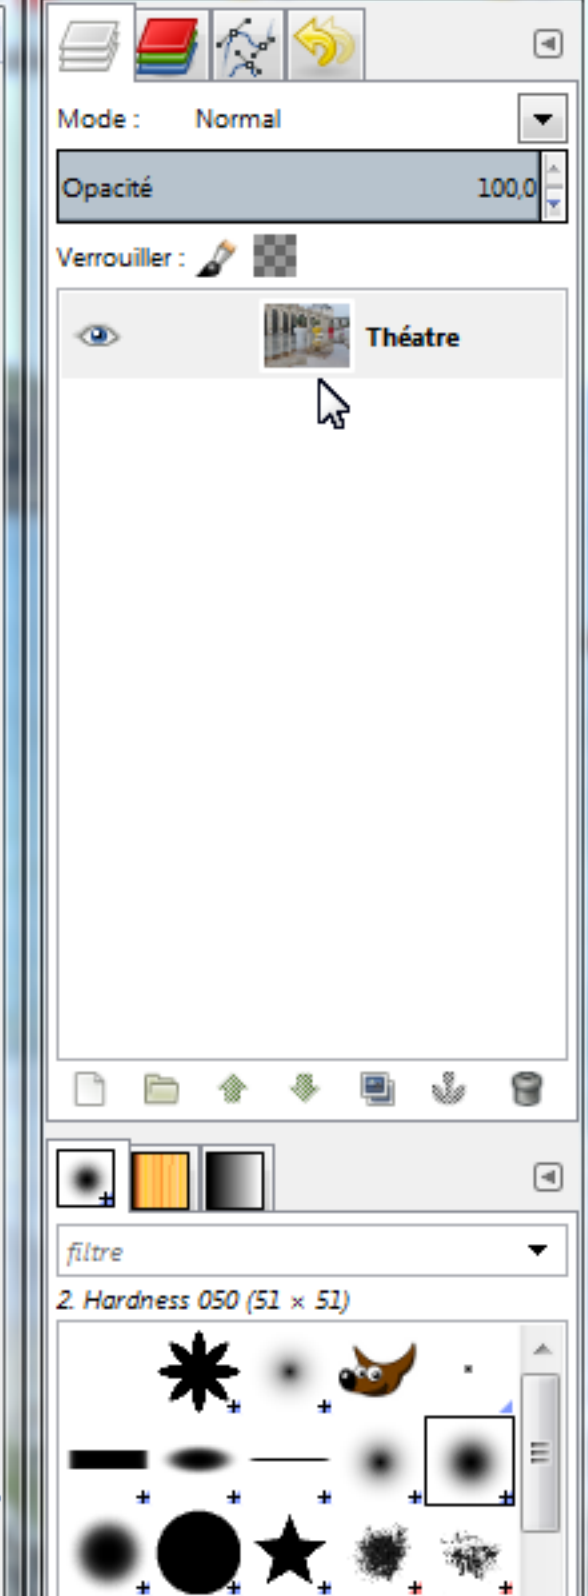 Mode : Normal
Opacité 100,0
Verrouiller :
Théatre
filtre
2. Hardness 050 (51 × 51)